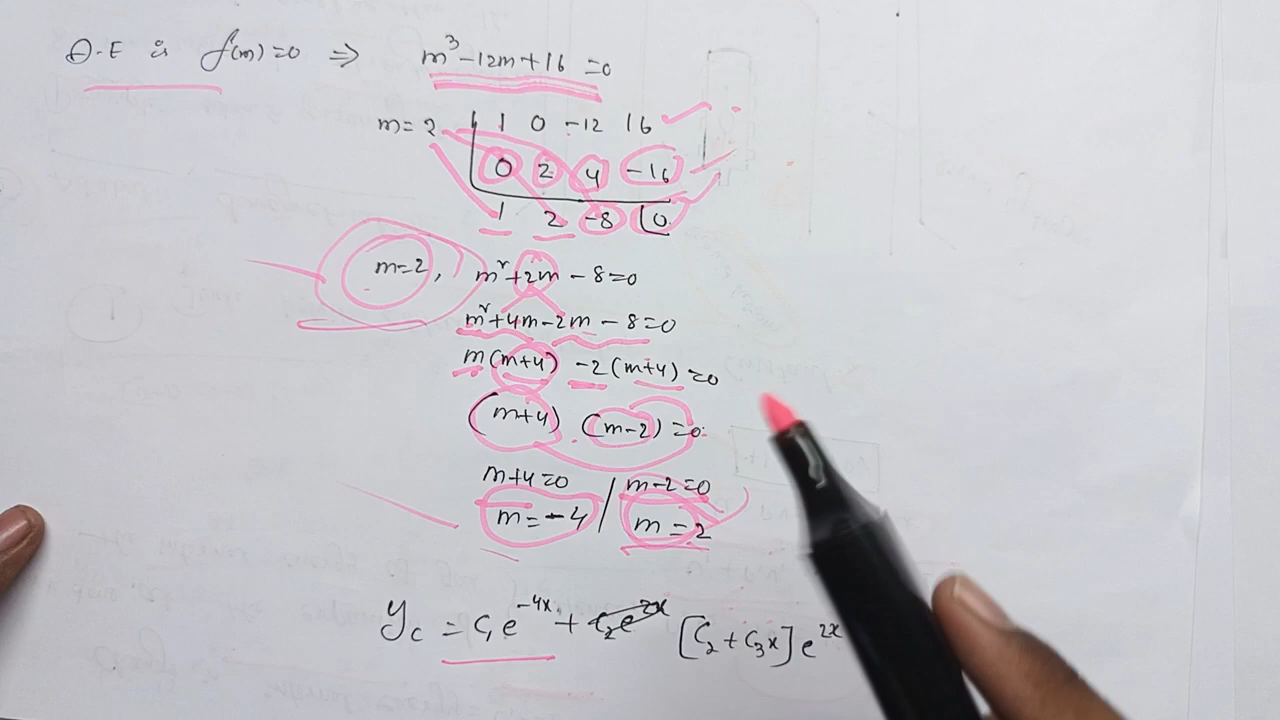 A.E is f(m)=0 ⇒ m³-12m+16=0
m=2 | 1 0 -12 16
0 2 4 -16
1 2 -8 |0
m=2, m²+2m-8=0
m²+4m-2m-8=0
m(m+4) -2(m+4)=0
(m+4) (m-2)=0
m+4=0 / m-2=0
m=-4 / m=2
y_c = c₁e^{-4x} + c₂e^{2x} [c₂+c₃x]e^{2x}